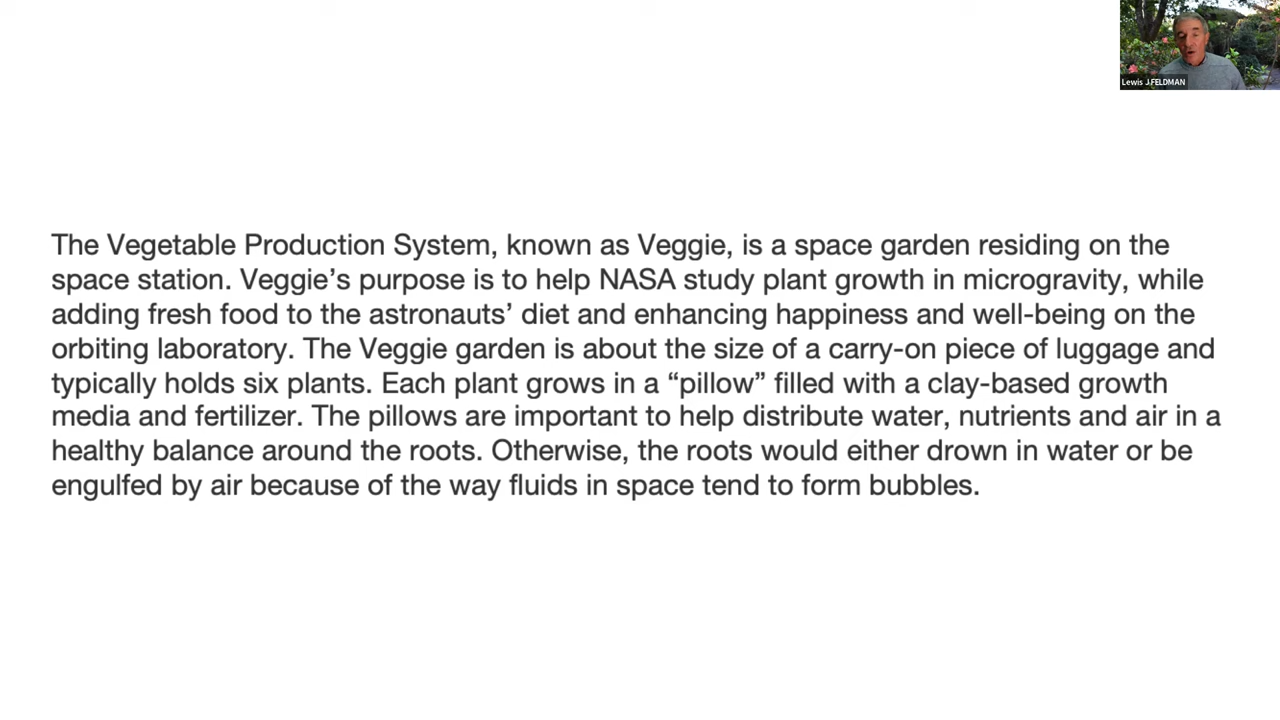 Lewis J.FELDMAN
The Vegetable Production System, known as Veggie, is a space garden residing on the
space station. Veggie’s purpose is to help NASA study plant growth in microgravity, while
adding fresh food to the astronauts’ diet and enhancing happiness and well-being on the
orbiting laboratory. The Veggie garden is about the size of a carry-on piece of luggage and
typically holds six plants. Each plant grows in a “pillow” filled with a clay-based growth
media and fertilizer. The pillows are important to help distribute water, nutrients and air in a
healthy balance around the roots. Otherwise, the roots would either drown in water or be
engulfed by air because of the way fluids in space tend to form bubbles.